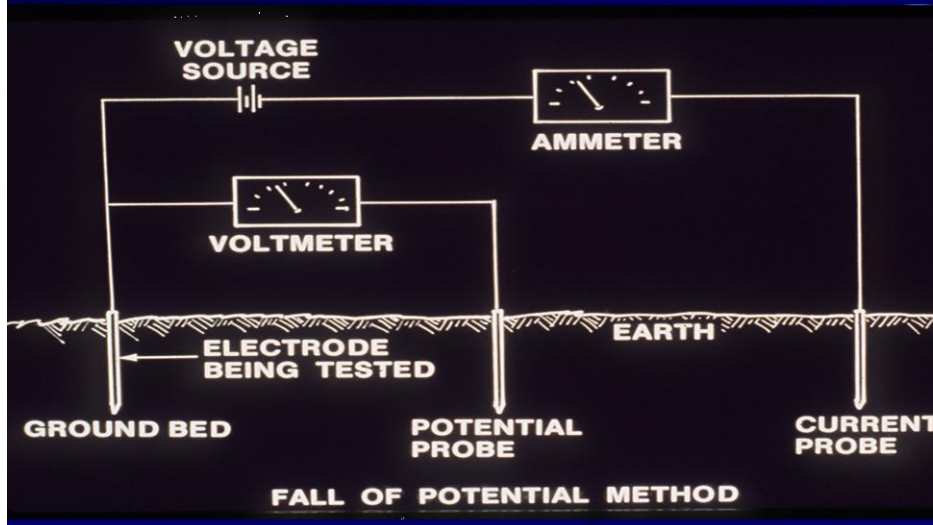 VOLTAGE
SOURCE
AMMETER
VOLTMETER
EARTH
ELECTRODE
BEING TESTED
GROUND BED
POTENTIAL
PROBE
CURRENT
PROBE
FALL OF POTENTIAL METHOD